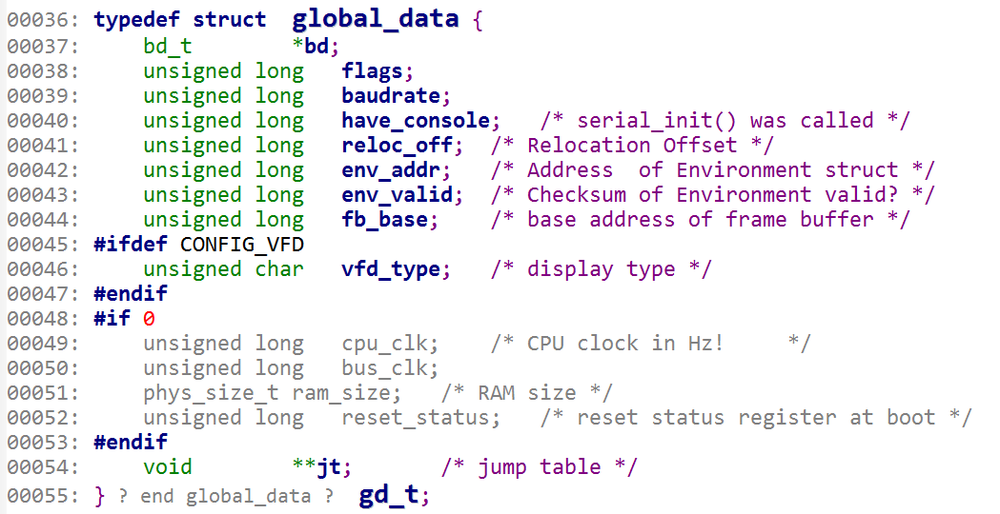 00036: typedef struct  global_data {
00037:     bd_t        *bd;
00038:     unsigned long   flags;
00039:     unsigned long   baudrate;
00040:     unsigned long   have_console;   /* serial_init() was called */
00041:     unsigned long   reloc_off;  /* Relocation Offset */
00042:     unsigned long   env_addr;   /* Address  of Environment struct */
00043:     unsigned long   env_valid;  /* Checksum of Environment valid? */
00044:     unsigned long   fb_base;    /* base address of frame buffer */
00045: #ifdef CONFIG_VFD
00046:     unsigned char   vfd_type;   /* display type */
00047: #endif
00048: #if 0
00049:     unsigned long   cpu_clk;    /* CPU clock in Hz!     */
00050:     unsigned long   bus_clk;
00051:     phys_size_t ram_size;   /* RAM size */
00052:     unsigned long   reset_status;   /* reset status register at boot */
00053: #endif
00054:     void        **jt;       /* jump table */
00055: } ? end global_data ?  gd_t;